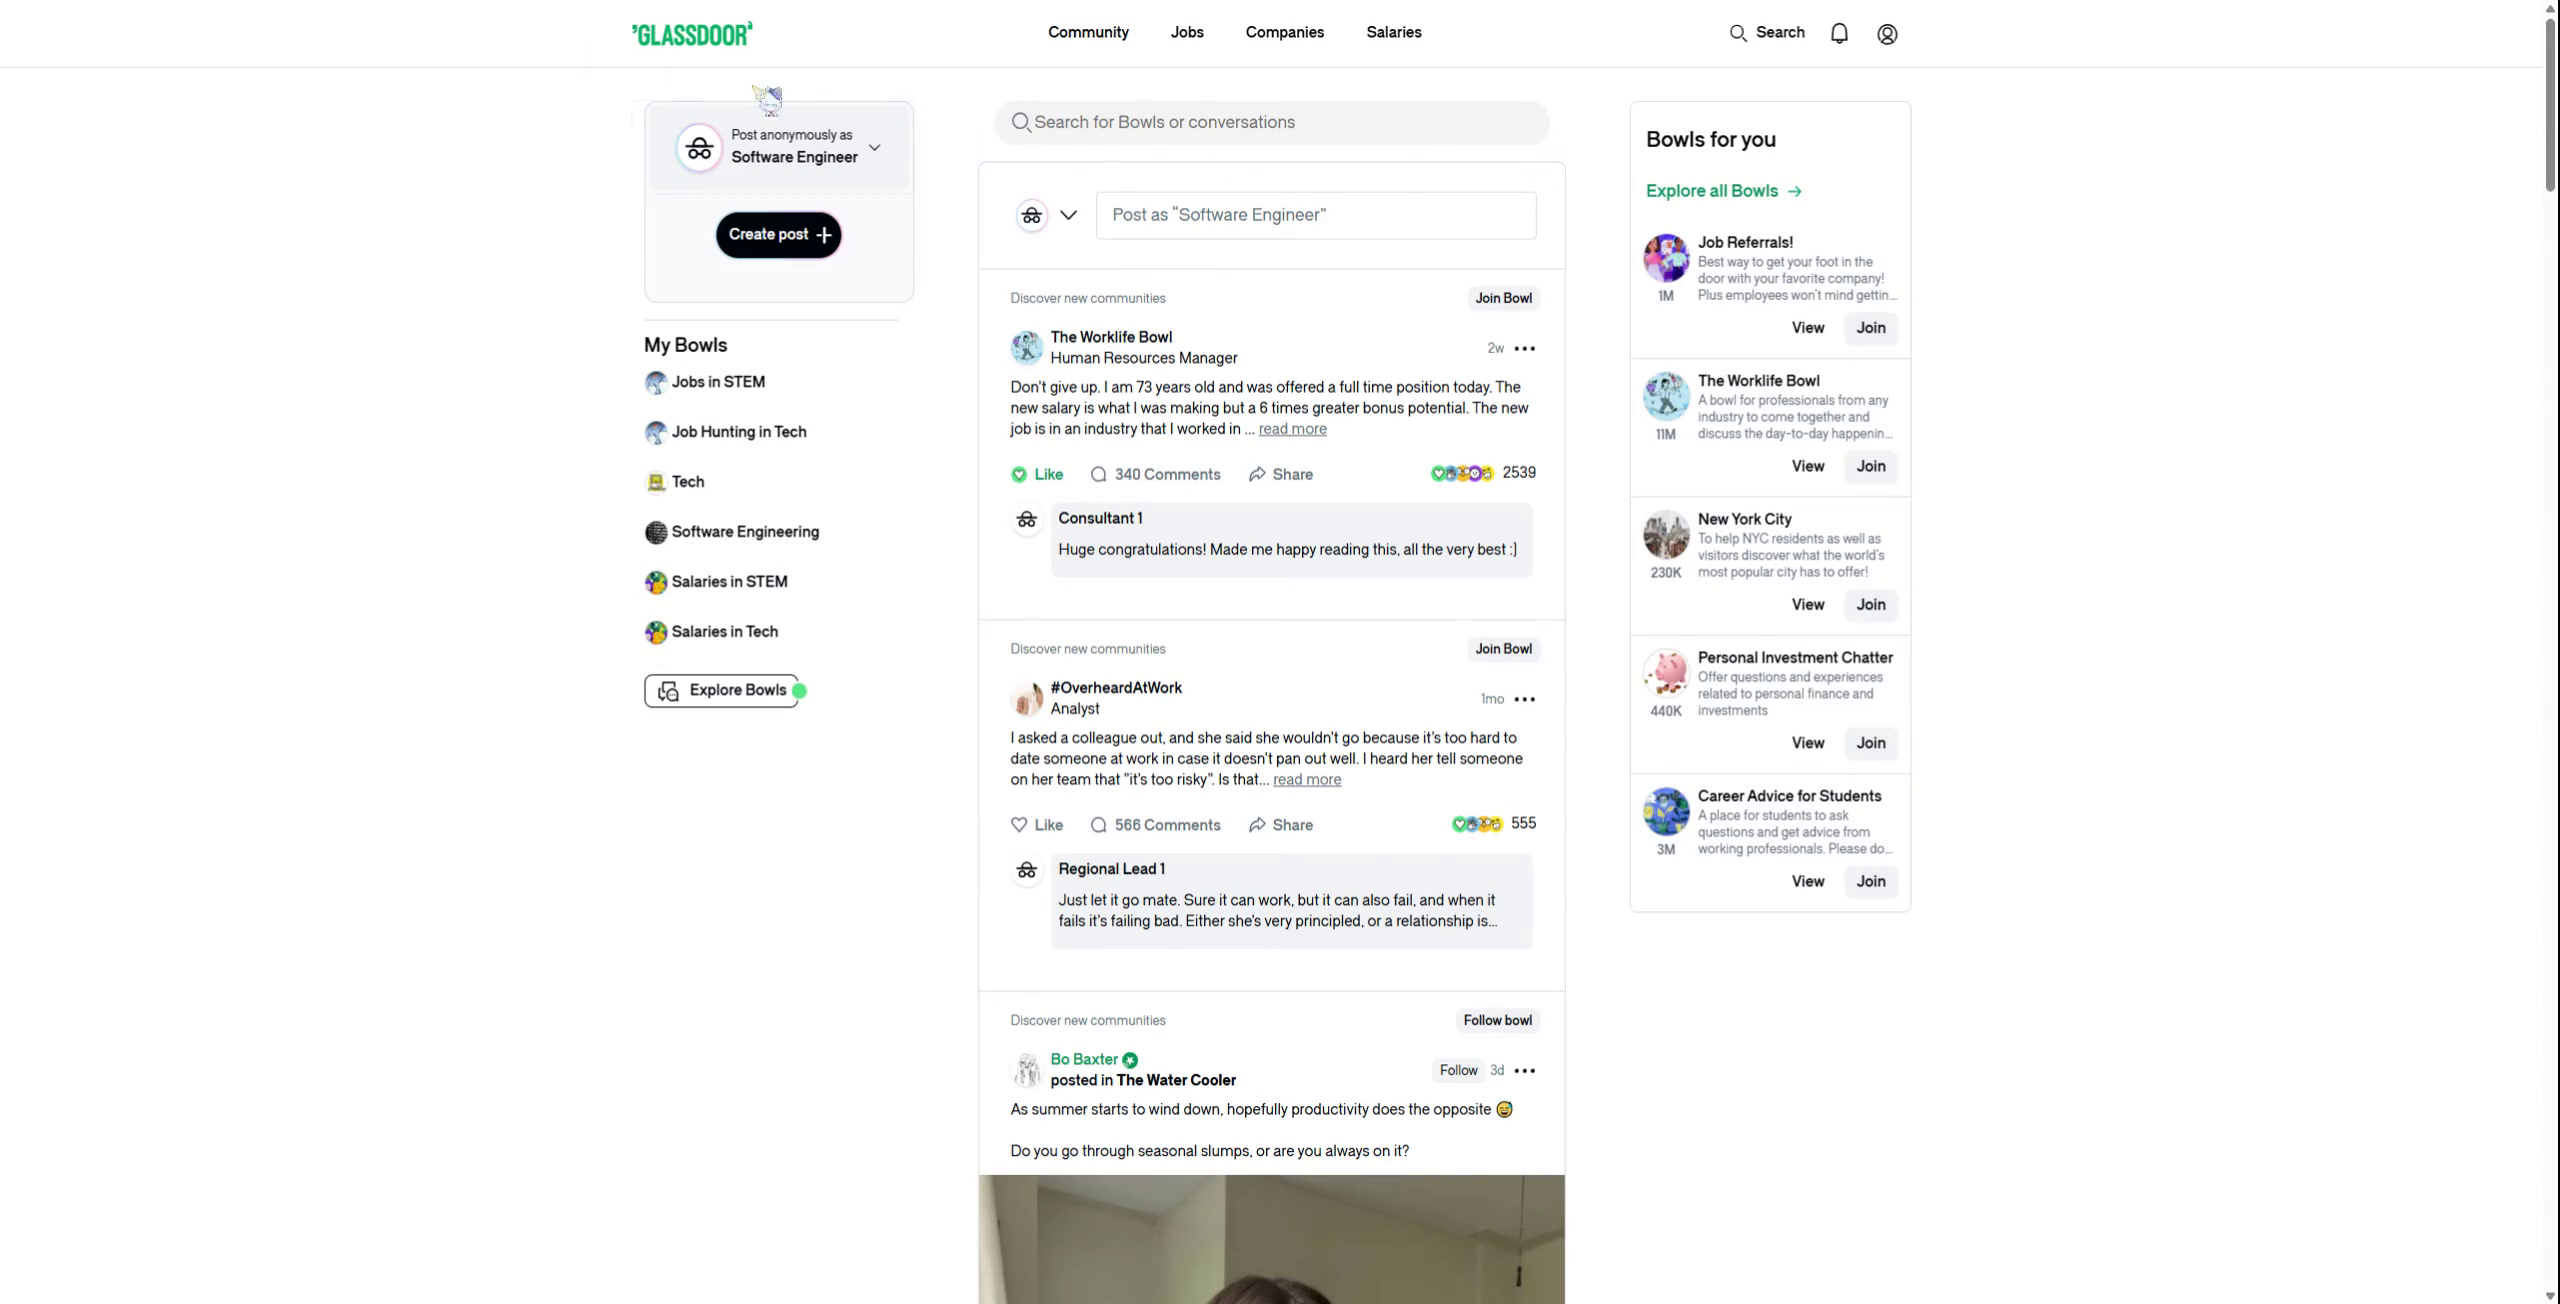 GLASSDOOR
Community
Jobs
Companies
Salaries
Search
Post anonymously as
Software Engineer
Create post
My Bowls
Jobs in STEM
Job Hunting in Tech
Tech
Software Engineering
Salaries in STEM
Salaries in Tech
Explore Bowls
Search for Bowls or conversations
Post as "Software Engineer"
Discover new communities
Join Bowl
The Worklife Bowl
Human Resources Manager
2w
Don't give up. I am 73 years old and was offered a full time position today. The
new salary is what I was making but a 6 times greater bonus potential. The new
job is in an industry that I worked in ... read more
Like
340 Comments
Share
2539
Consultant 1
Huge congratulations! Made me happy reading this, all the very best :]
Discover new communities
Join Bowl
#OverheardAtWork
Analyst
1mo
I asked a colleague out, and she said she wouldn't go because it's too hard to
date someone at work in case it doesn't pan out well. I heard her tell someone
on her team that "it's too risky". Is that... read more
Like
566 Comments
Share
555
Regional Lead 1
Just let it go mate. Sure it can work, but it can also fail, and when it
fails it's failing bad. Either she's very principled, or a relationship is...
Discover new communities
Follow bowl
Bo Baxter
posted in The Water Cooler
Follow
3d
As summer starts to wind down, hopefully productivity does the opposite 😅
Do you go through seasonal slumps, or are you always on it?
Bowls for you
Explore all Bowls →
Job Referrals!
Best way to get your foot in the
door with your favorite company!
Plus employees won't mind gettin...
1M
View
Join
The Worklife Bowl
A bowl for professionals from any
industry to come together and
discuss the day-to-day happenin...
11M
View
Join
New York City
To help NYC residents as well as
visitors discover what the world's
most popular city has to offer!
230K
View
Join
Personal Investment Chatter
Offer questions and experiences
related to personal finance and
investments
440K
View
Join
Career Advice for Students
A place for students to ask
questions and get advice from
working professionals. Please do...
3M
View
Join